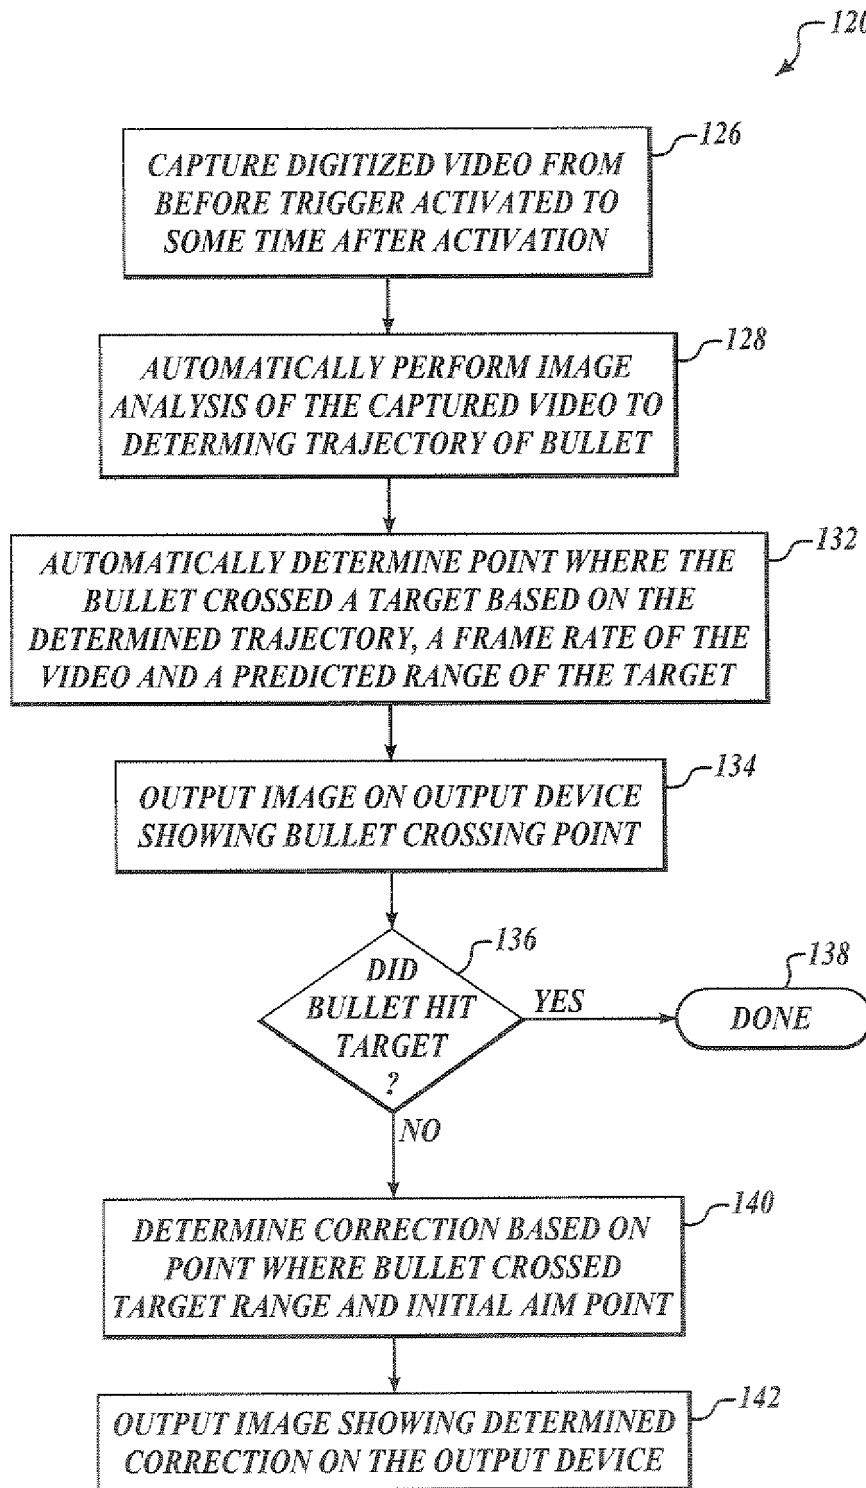 120
126
CAPTURE DIGITIZED VIDEO FROM
BEFORE TRIGGER ACTIVATED TO
SOME TIME AFTER ACTIVATION
128
AUTOMATICALLY PERFORM IMAGE
ANALYSIS OF THE CAPTURED VIDEO TO
DETERMING TRAJECTORY OF BULLET
132
AUTOMATICALLY DETERMINE POINT WHERE THE
BULLET CROSSED A TARGET BASED ON THE
DETERMINED TRAJECTORY, A FRAME RATE OF THE
VIDEO AND A PREDICTED RANGE OF THE TARGET
134
OUTPUT IMAGE ON OUTPUT DEVICE
SHOWING BULLET CROSSING POINT
136
DID
BULLET HIT
TARGET
?
YES
138
DONE
NO
140
DETERMINE CORRECTION BASED ON
POINT WHERE BULLET CROSSED
TARGET RANGE AND INITIAL AIM POINT
142
OUTPUT IMAGE SHOWING DETERMINED
CORRECTION ON THE OUTPUT DEVICE